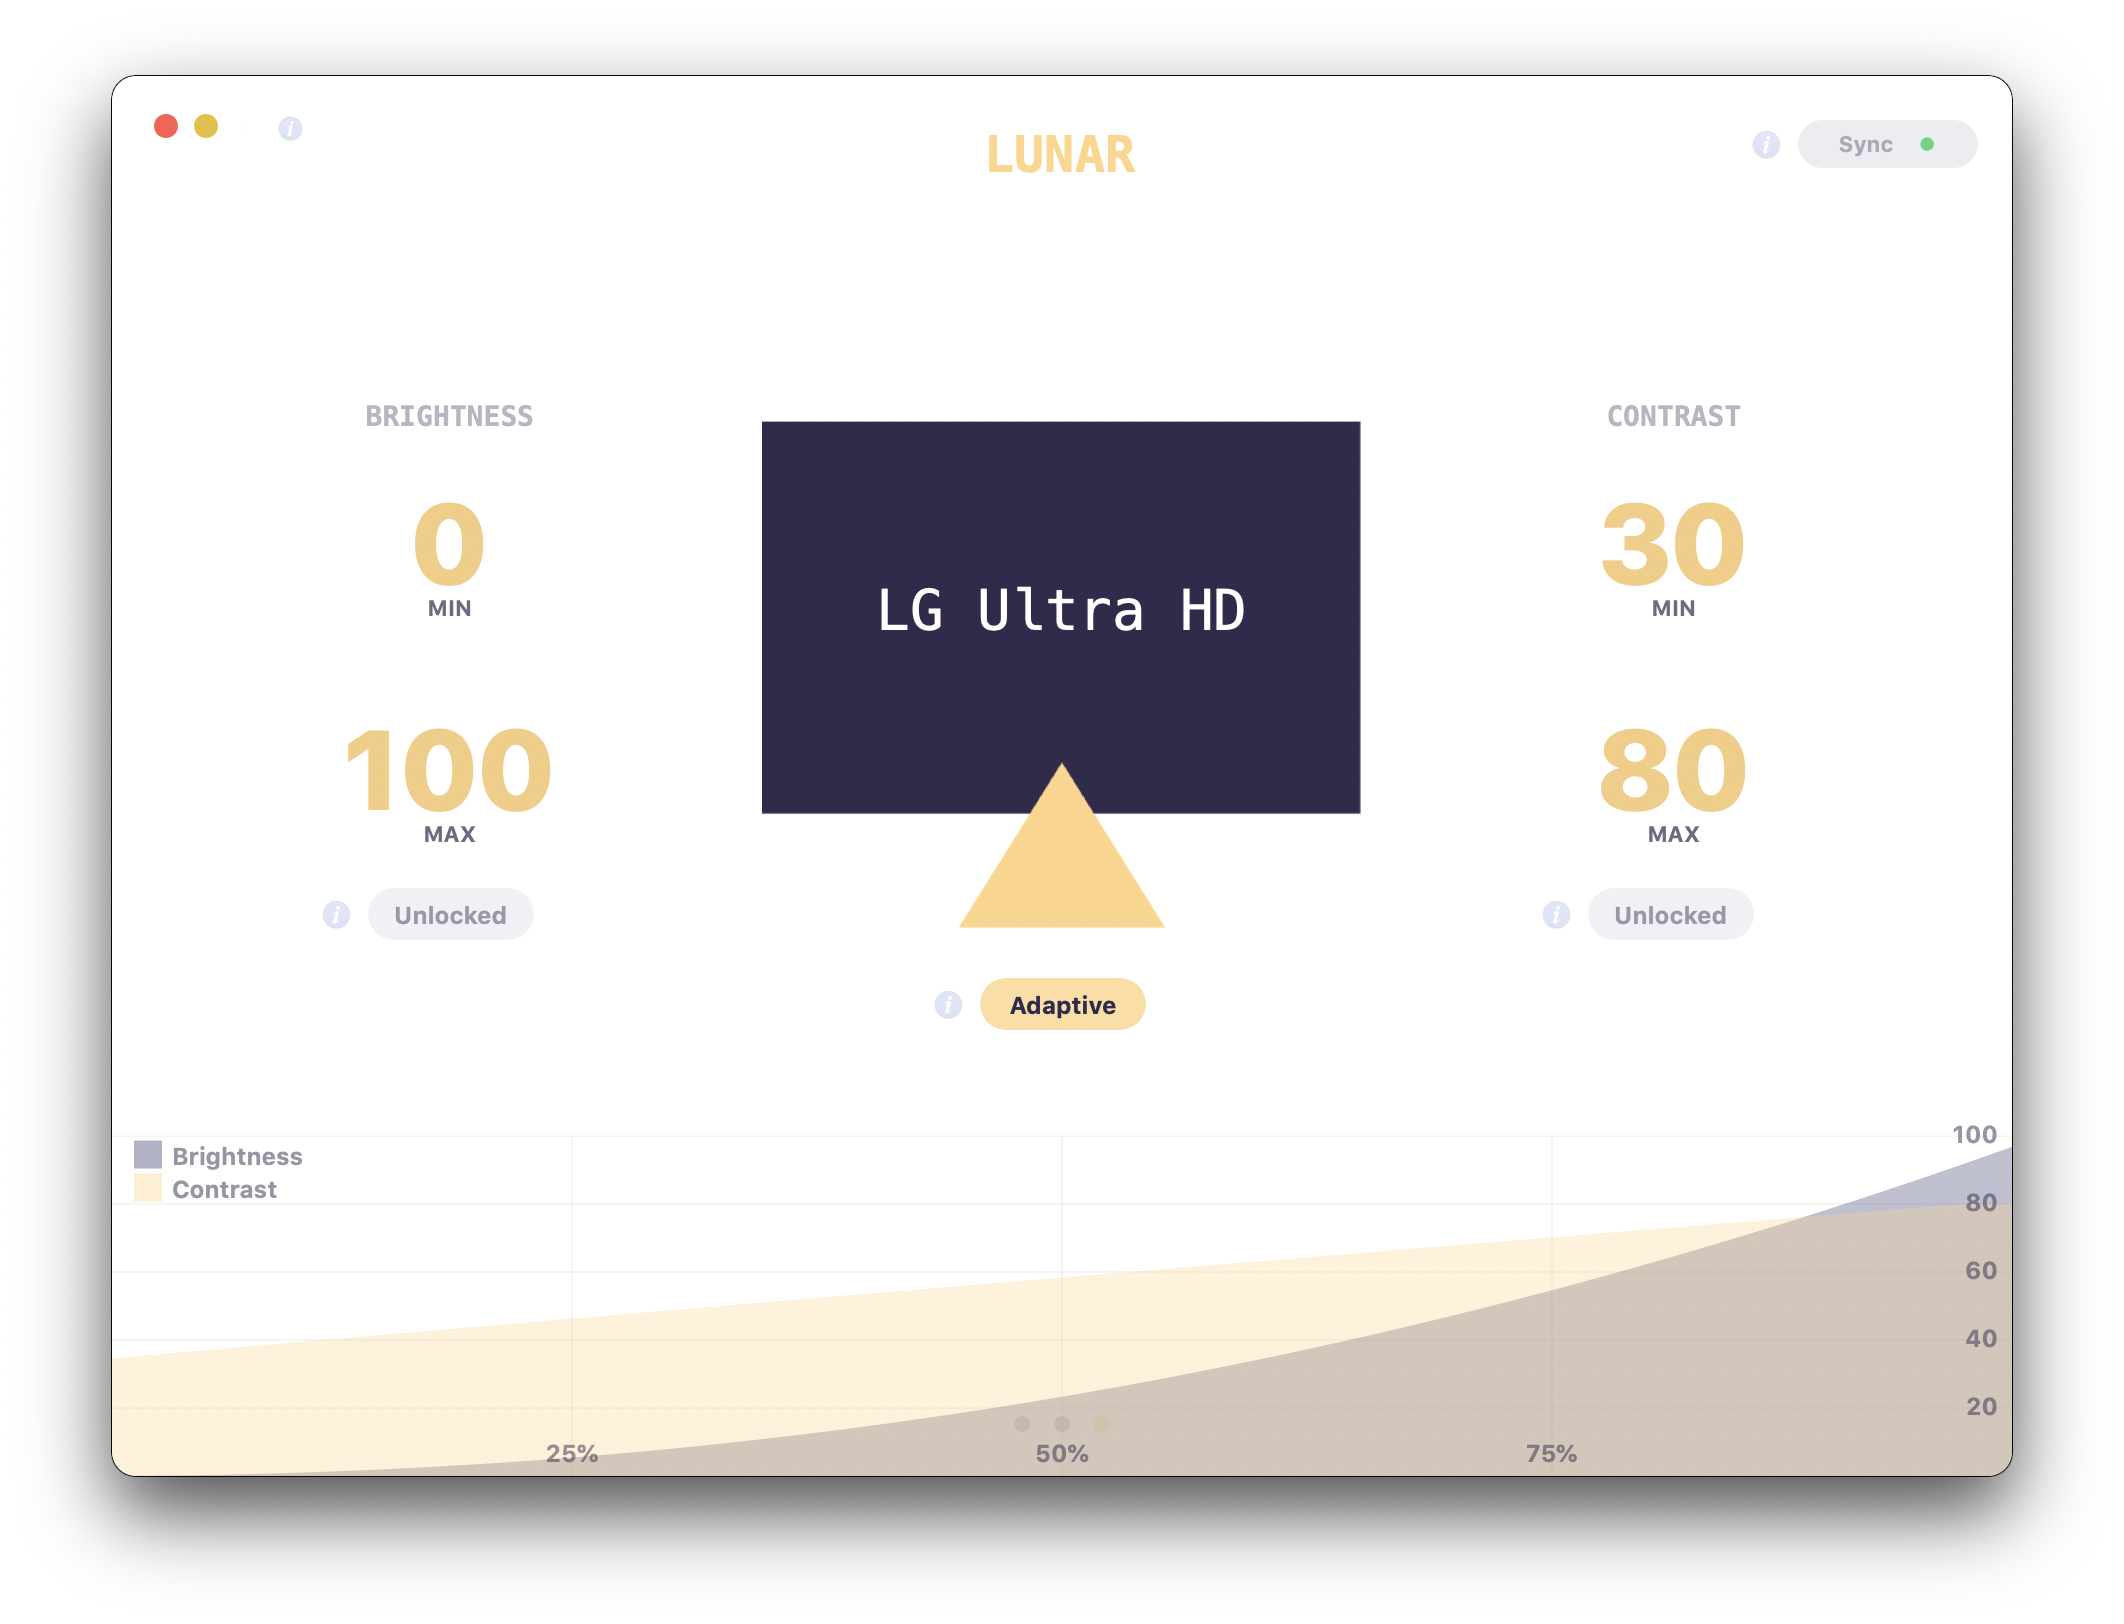 LUNAR
Sync
BRIGHTNESS
0
MIN
100
MAX
Unlocked
LG Ultra HD
Adaptive
CONTRAST
30
MIN
80
MAX
Unlocked
Brightness
Contrast
100
80
60
40
20
25% 50% 75%